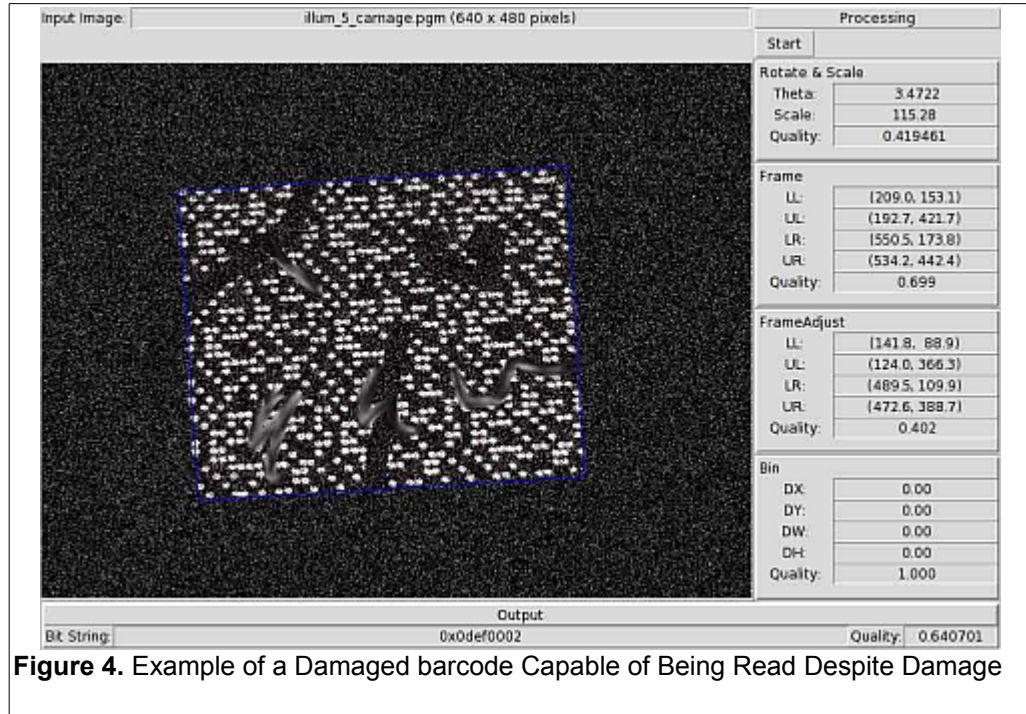 Input Image: illum_5_carnage.pgm (640 x 480 pixels)
Processing
Start
Rotate & Scale
Theta: 3.4722
Scale: 115.28
Quality: 0.419461
Frame
LL: (209.0, 153.1)
UL: (192.7, 421.7)
LR: (550.5, 173.8)
UR: (534.2, 442.4)
Quality: 0.699
FrameAdjust
LL: (141.8, 88.9)
UL: (124.0, 366.3)
LR: (489.5, 109.9)
UR: (472.6, 388.7)
Quality: 0.402
Bin
DX: 0.00
DY: 0.00
DW: 0.00
DH: 0.00
Quality: 1.000
Output
Bit String: 0x0def0002 Quality: 0.640701
Figure 4. Example of a Damaged barcode Capable of Being Read Despite Damage